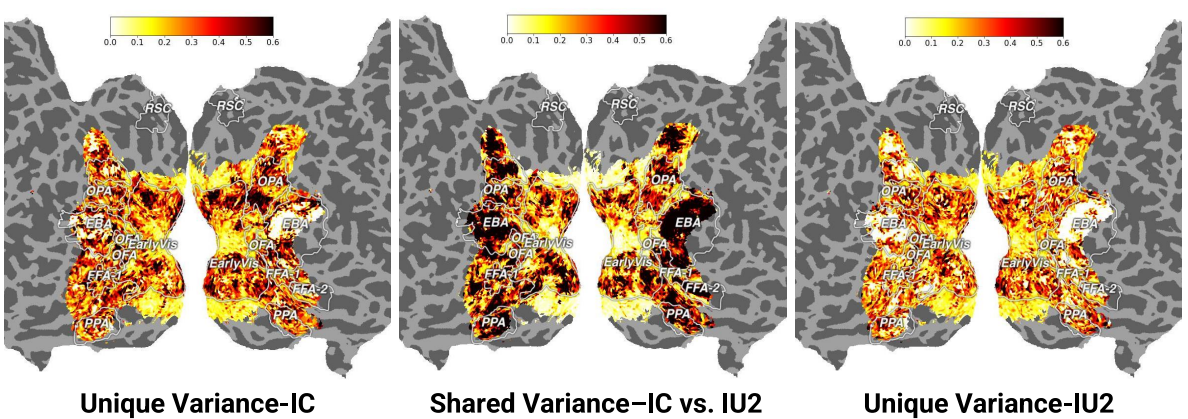 0.0 0.1 0.2 0.3 0.4 0.5 0.6
RSC RSC
OPA OPA
EBA EBA
OFA OFA
EarlyVis
OFA
EarlyVis
FFA-1 FFA-1
FFA-2
PPA PPA
Unique Variance-IC
0.0 0.1 0.2 0.3 0.4 0.5 0.6
RSC RSC
OPA OPA
EBA EBA
OFA OFA
EarlyVis
OFA
EarlyVis
FFA-1 FFA-1
FFA-2
PPA PPA
Shared Variance–IC vs. IU2
0.0 0.1 0.2 0.3 0.4 0.5 0.6
RSC RSC
OPA OPA
EBA EBA
OFA OFA
EarlyVis
OFA
EarlyVis
FFA-1 FFA-1
FFA-2
PPA PPA
Unique Variance-IU2